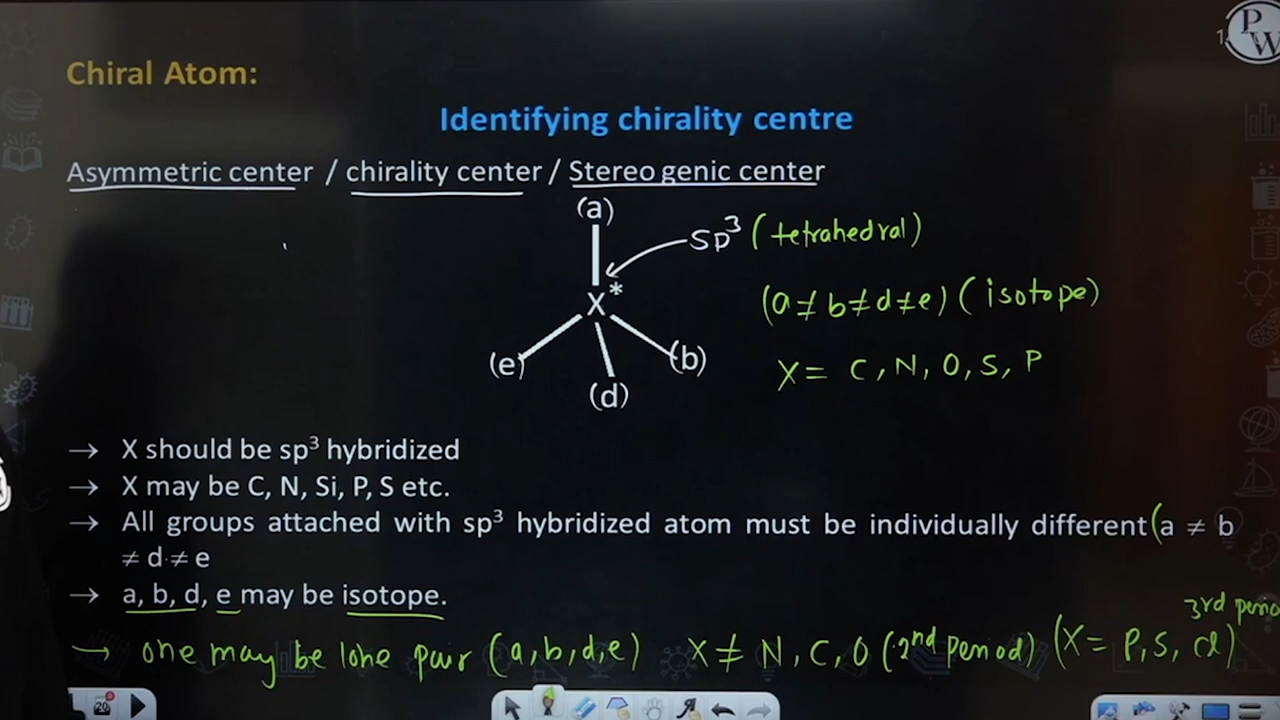 P
W
1
Chiral Atom:
Identifying chirality centre
Asymmetric center / chirality center / Stereo genic center
(a)
sp³ (tetrahedral)
X*
(a ≠ b ≠ d ≠ e) (isotope)
(e)
(b)
X = C, N, O, S, P
(d)
→ X should be sp³ hybridized
→ X may be C, N, Si, P, S etc.
→ All groups attached with sp³ hybridized atom must be individually different (a ≠ b
≠ d ≠ e
→ a, b, d, e may be isotope.
3rd perio
→ one may be lone pair (a, b, d, e) X ≠ N, C, O (2nd period) (X = P, S, Cl)
20